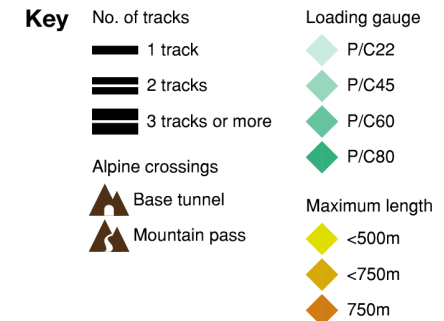 Key
No. of tracks
1 track
2 tracks
3 tracks or more
Alpine crossings
Base tunnel
Mountain pass
Loading gauge
P/C22
P/C45
P/C60
P/C80
Maximum length
<500m
<750m
750m